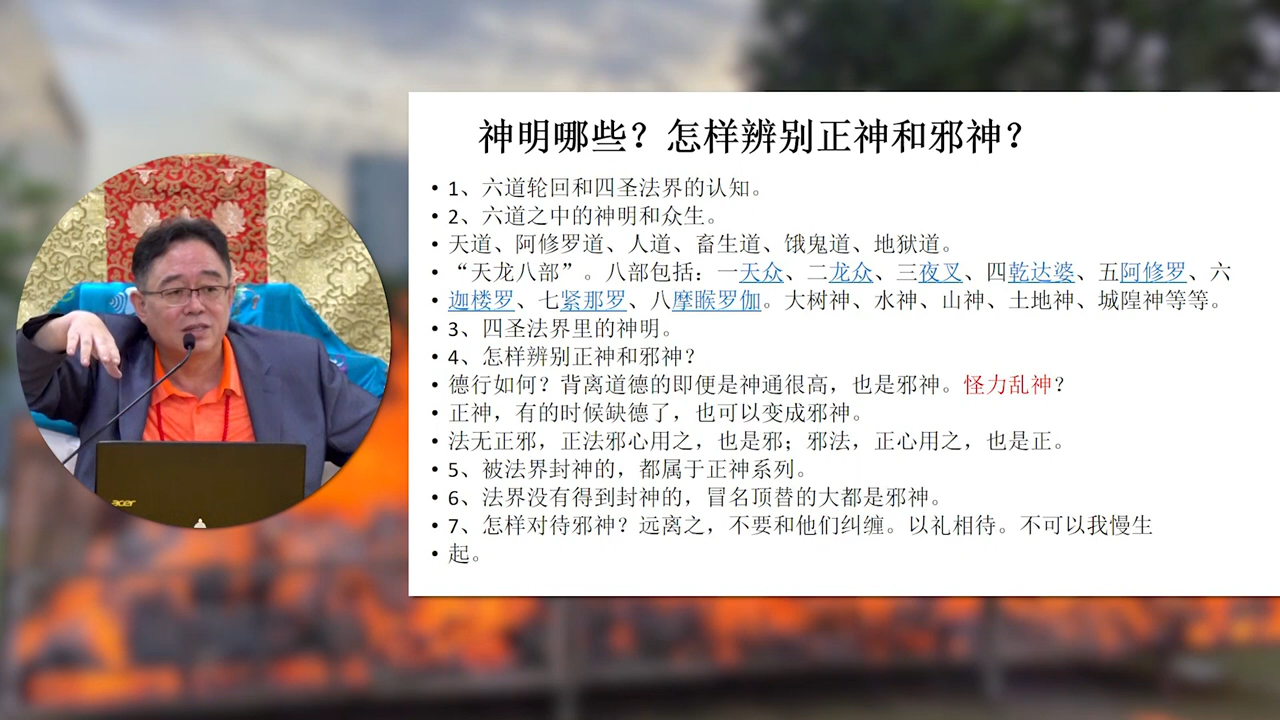 神明哪些？怎样辨别正神和邪神？
• 1、六道轮回和四圣法界的认知。
• 2、六道之中的神明和众生。
• 天道、阿修罗道、人道、畜生道、饿鬼道、地狱道。
• “天龙八部”。八部包括：一天众、二龙众、三夜叉、四乾达婆、五阿修罗、六
• 迦楼罗、七紧那罗、八摩睺罗伽。大树神、水神、山神、土地神、城隍神等等。
• 3、四圣法界里的神明。
• 4、怎样辨别正神和邪神？
• 德行如何？背离道德的即便是神通很高，也是邪神。怪力乱神？
• 正神，有的时候缺德了，也可以变成邪神。
• 法无正邪，正法邪心用之，也是邪；邪法，正心用之，也是正。
• 5、被法界封神的，都属于正神系列。
• 6、法界没有得到封神的，冒名顶替的大都是邪神。
• 7、怎样对待邪神？远离之，不要和他们纠缠。以礼相待。不可以我慢生
• 起。
acer